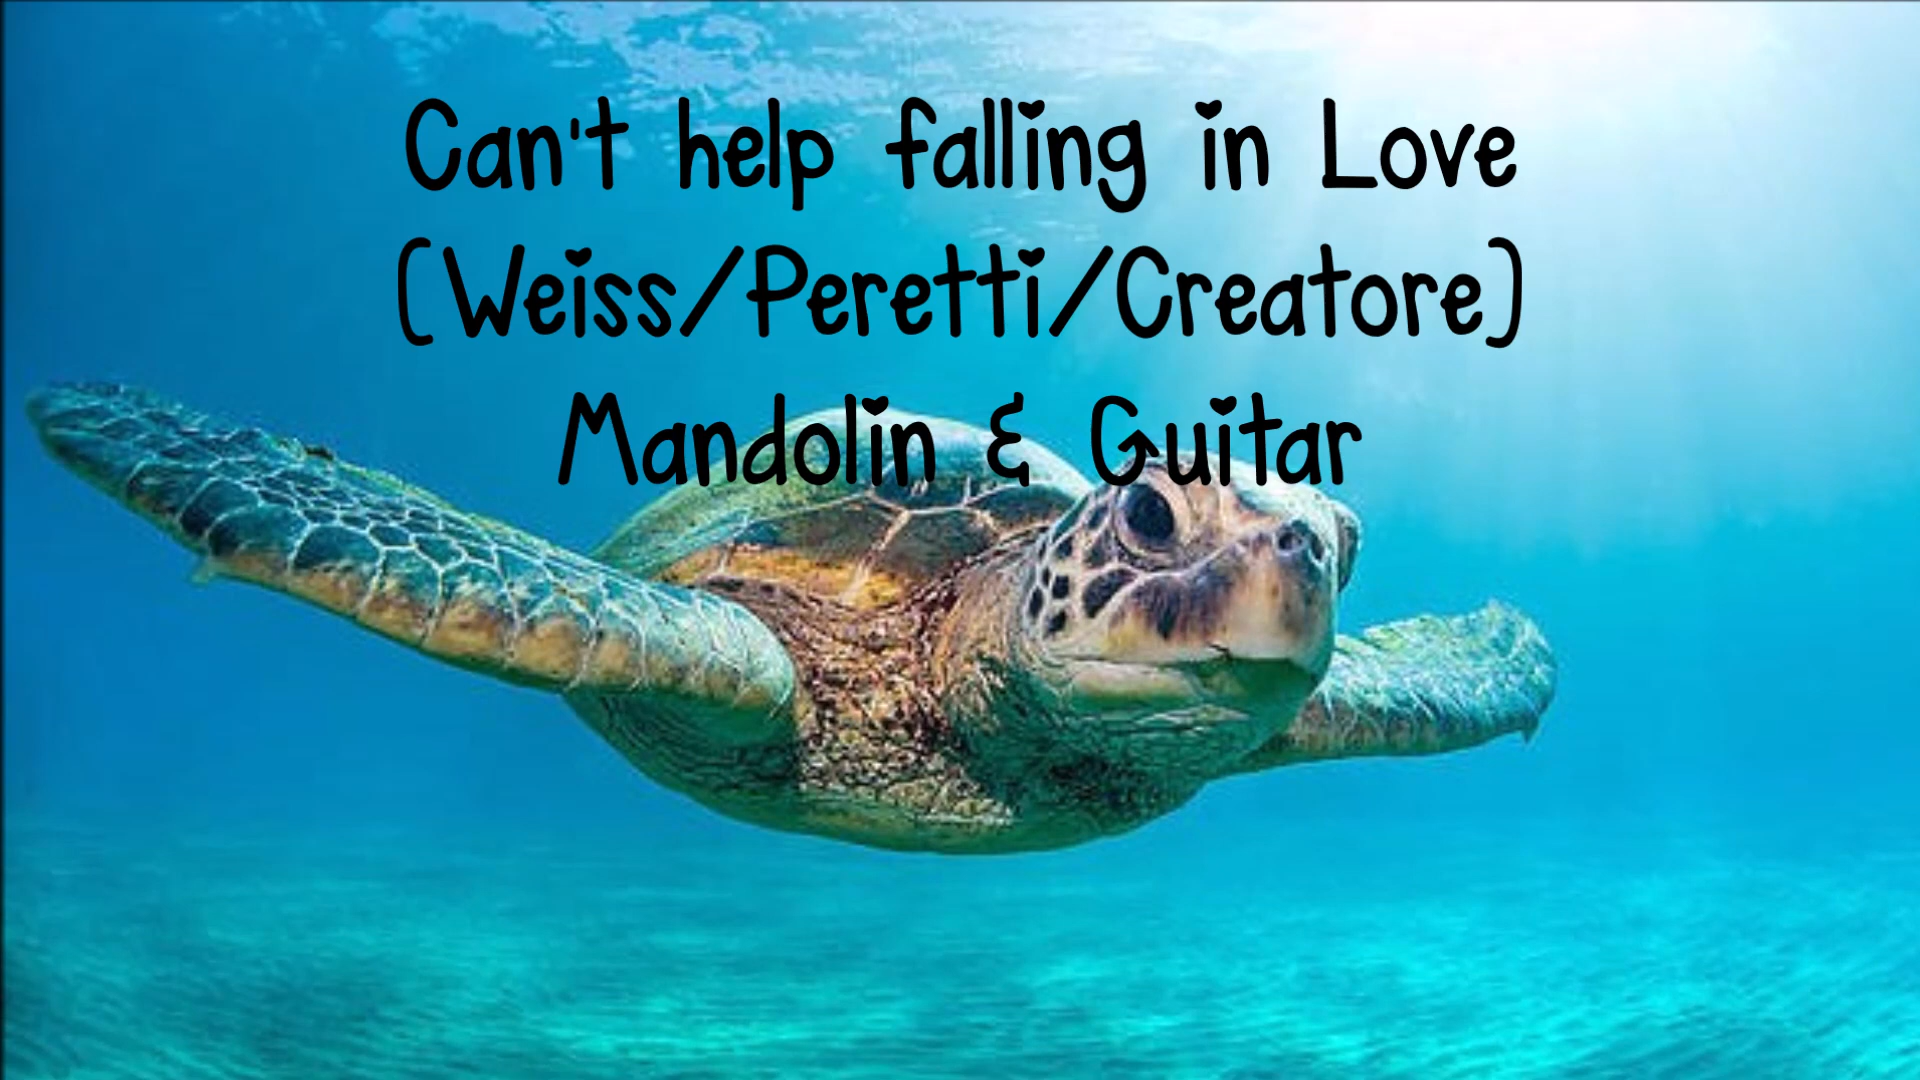 Can't help falling in Love
(Weiss/Peretti/Creatore)
Mandolin & Guitar